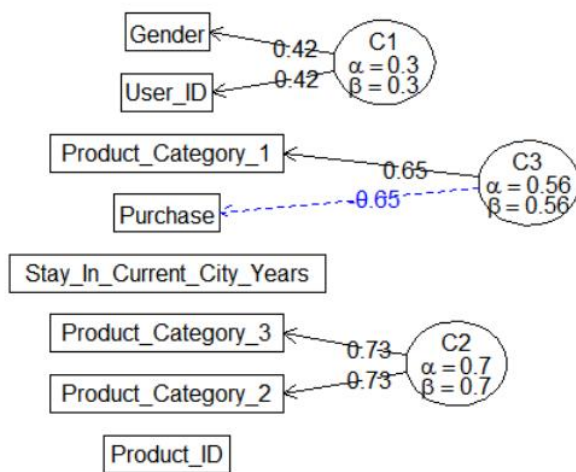 Gender
0.42
C1
α = 0.3
β = 0.3
User_ID
0.42
Product_Category_1
0.65
C3
α = 0.56
β = 0.56
Purchase
-0.65
Stay_In_Current_City_Years
Product_Category_3
0.73
C2
α = 0.7
β = 0.7
Product_Category_2
0.73
Product_ID